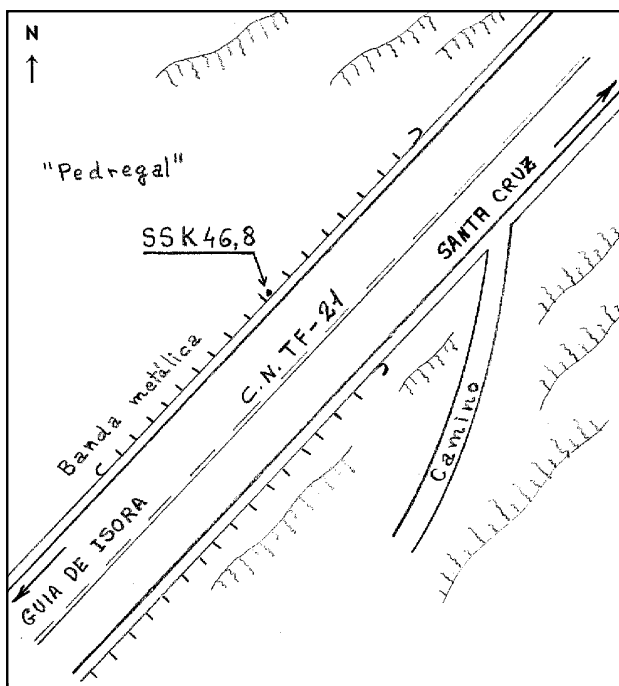 N
"Pedregal"
SSK46,8
Banda metálica
C.N. TF-21
SANTA CRUZ
GUIA DE ISORA
Camino